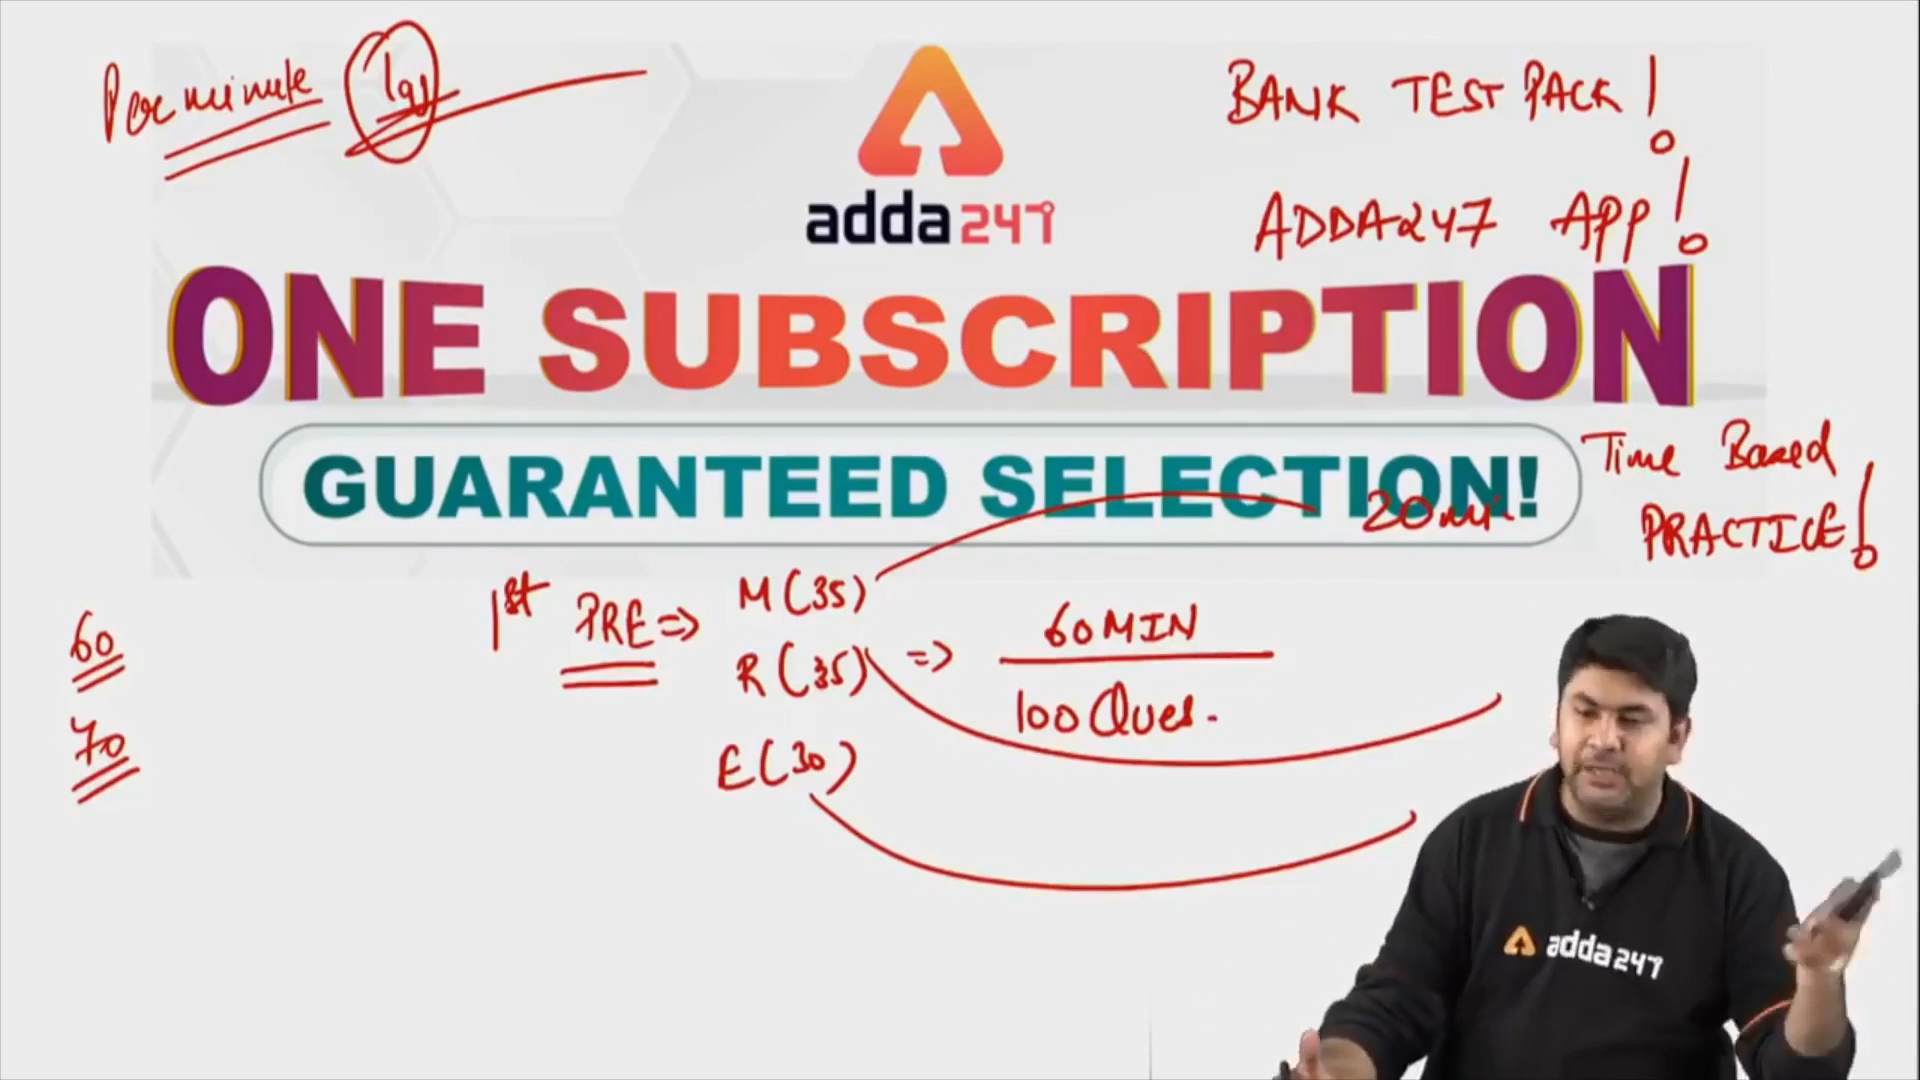 Per minute 1qs
BANK TEST PACK!
adda247
ADDA247 APP!
ONE SUBSCRIPTION
GUARANTEED SELECTION!
Time Based
PRACTICE!
20 min
1st PRE => M (35)
R (35) => 60 MIN
100 Ques.
E (30)
60
70
adda247